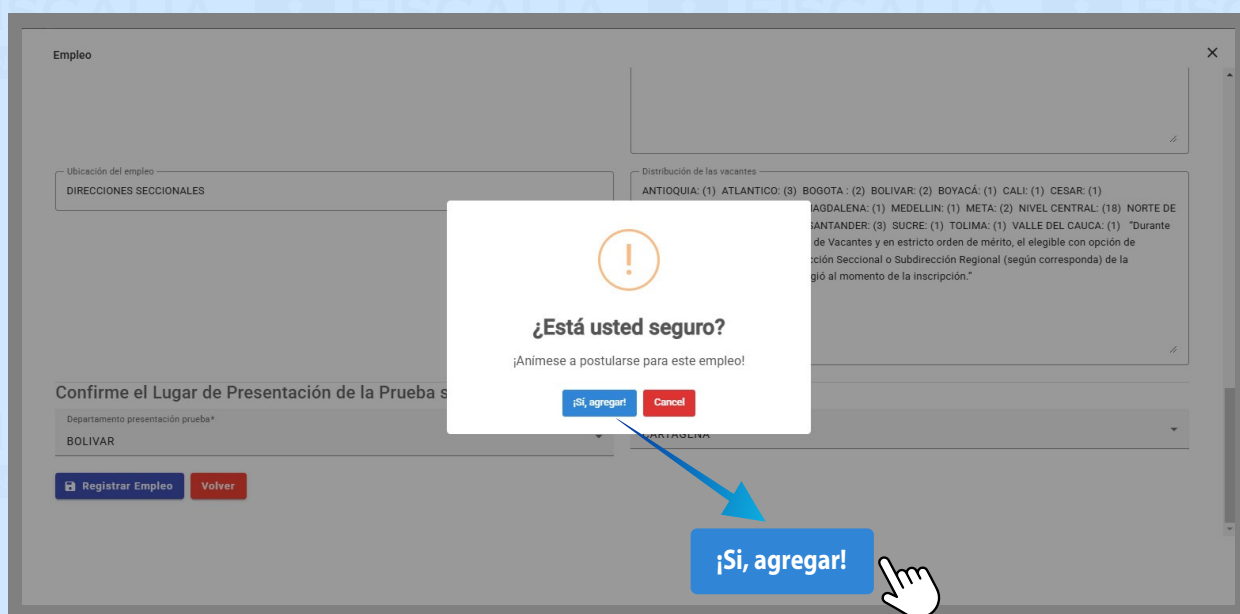 FISCALÍA
Empleo
Ubicación del empleo
DIRECCIONES SECCIONALES
Distribución de las vacantes
ANTIOQUIA: (1) ATLANTICO: (3) BOGOTA : (2) BOLIVAR: (2) BOYACÁ: (1) CALI: (1) CESAR: (1)
MAGDALENA: (1) MEDELLIN: (1) META: (2) NIVEL CENTRAL: (18) NORTE DE
SANTANDER: (3) SUCRE: (1) TOLIMA: (1) VALLE DEL CAUCA: (1) "Durante
de Vacantes y en estricto orden de mérito, el elegible con opción de
cción Seccional o Subdirección Regional (según corresponda) de la
gió al momento de la inscripción."
¿Está usted seguro?
¡Anímese a postularse para este empleo!
¡Sí, agregar!
Cancel
Confirme el Lugar de Presentación de la Prueba s
Departamento presentación prueba*
BOLIVAR
CARTAGENA
Registrar Empleo
Volver
¡Si, agregar!